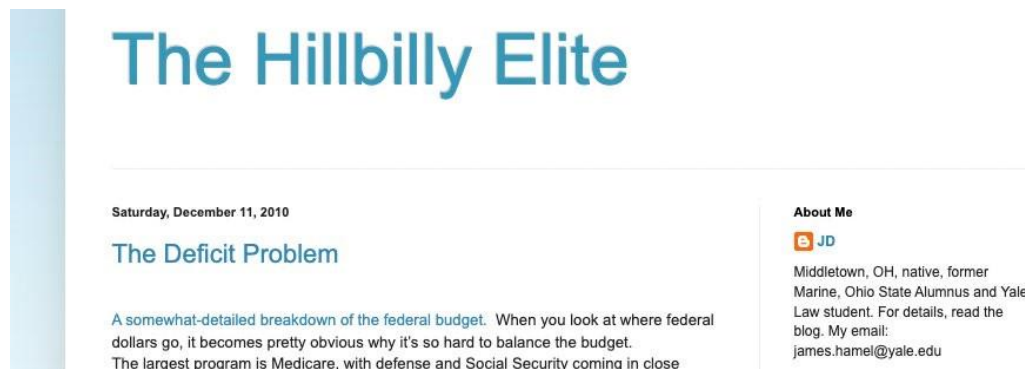 The Hillbilly Elite
Saturday, December 11, 2010
The Deficit Problem
A somewhat-detailed breakdown of the federal budget.  When you look at where federal
dollars go, it becomes pretty obvious why it's so hard to balance the budget.
The largest program is Medicare, with defense and Social Security coming in close
About Me
JD
Middletown, OH, native, former
Marine, Ohio State Alumnus and Yale
Law student. For details, read the
blog. My email:
james.hamel@yale.edu